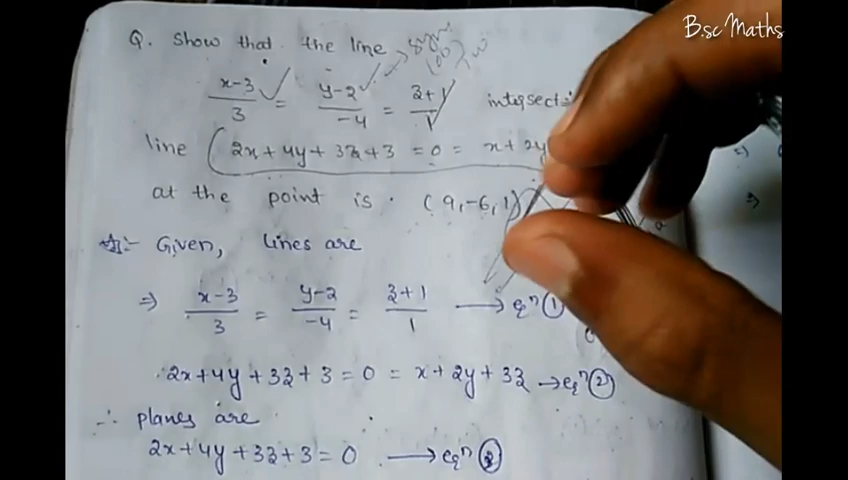 B.sc Maths
Q. Show that the line
x-3/3 = y-2/-4 = z+1/1 intersect
line (2x+4y+3z+3 = 0 = x+2y
at the point is. (9,-6,1)
Given, lines are
⇒ x-3/3 = y-2/-4 = z+1/1 → eqⁿ ①
2x+4y+3z+3 = 0 = x+2y+3z → eqⁿ ②
∴ planes are
2x+4y+3z+3 = 0 → eqⁿ